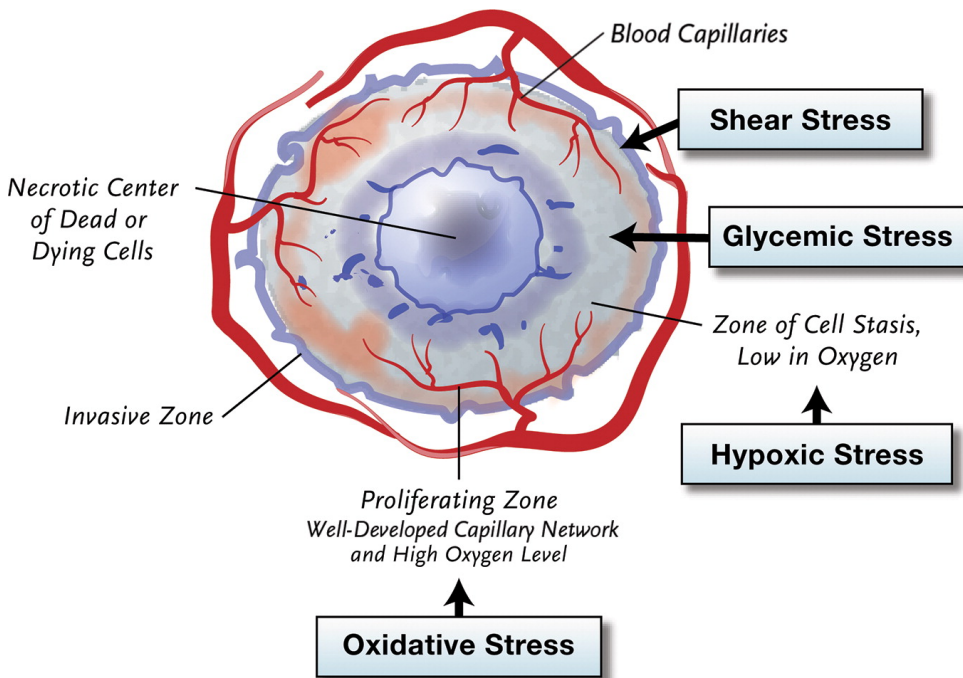 Blood Capillaries
Shear Stress
Necrotic Center
of Dead or
Dying Cells
Glycemic Stress
Zone of Cell Stasis,
Low in Oxygen
Invasive Zone
Hypoxic Stress
Proliferating Zone
Well-Developed Capillary Network
and High Oxygen Level
Oxidative Stress